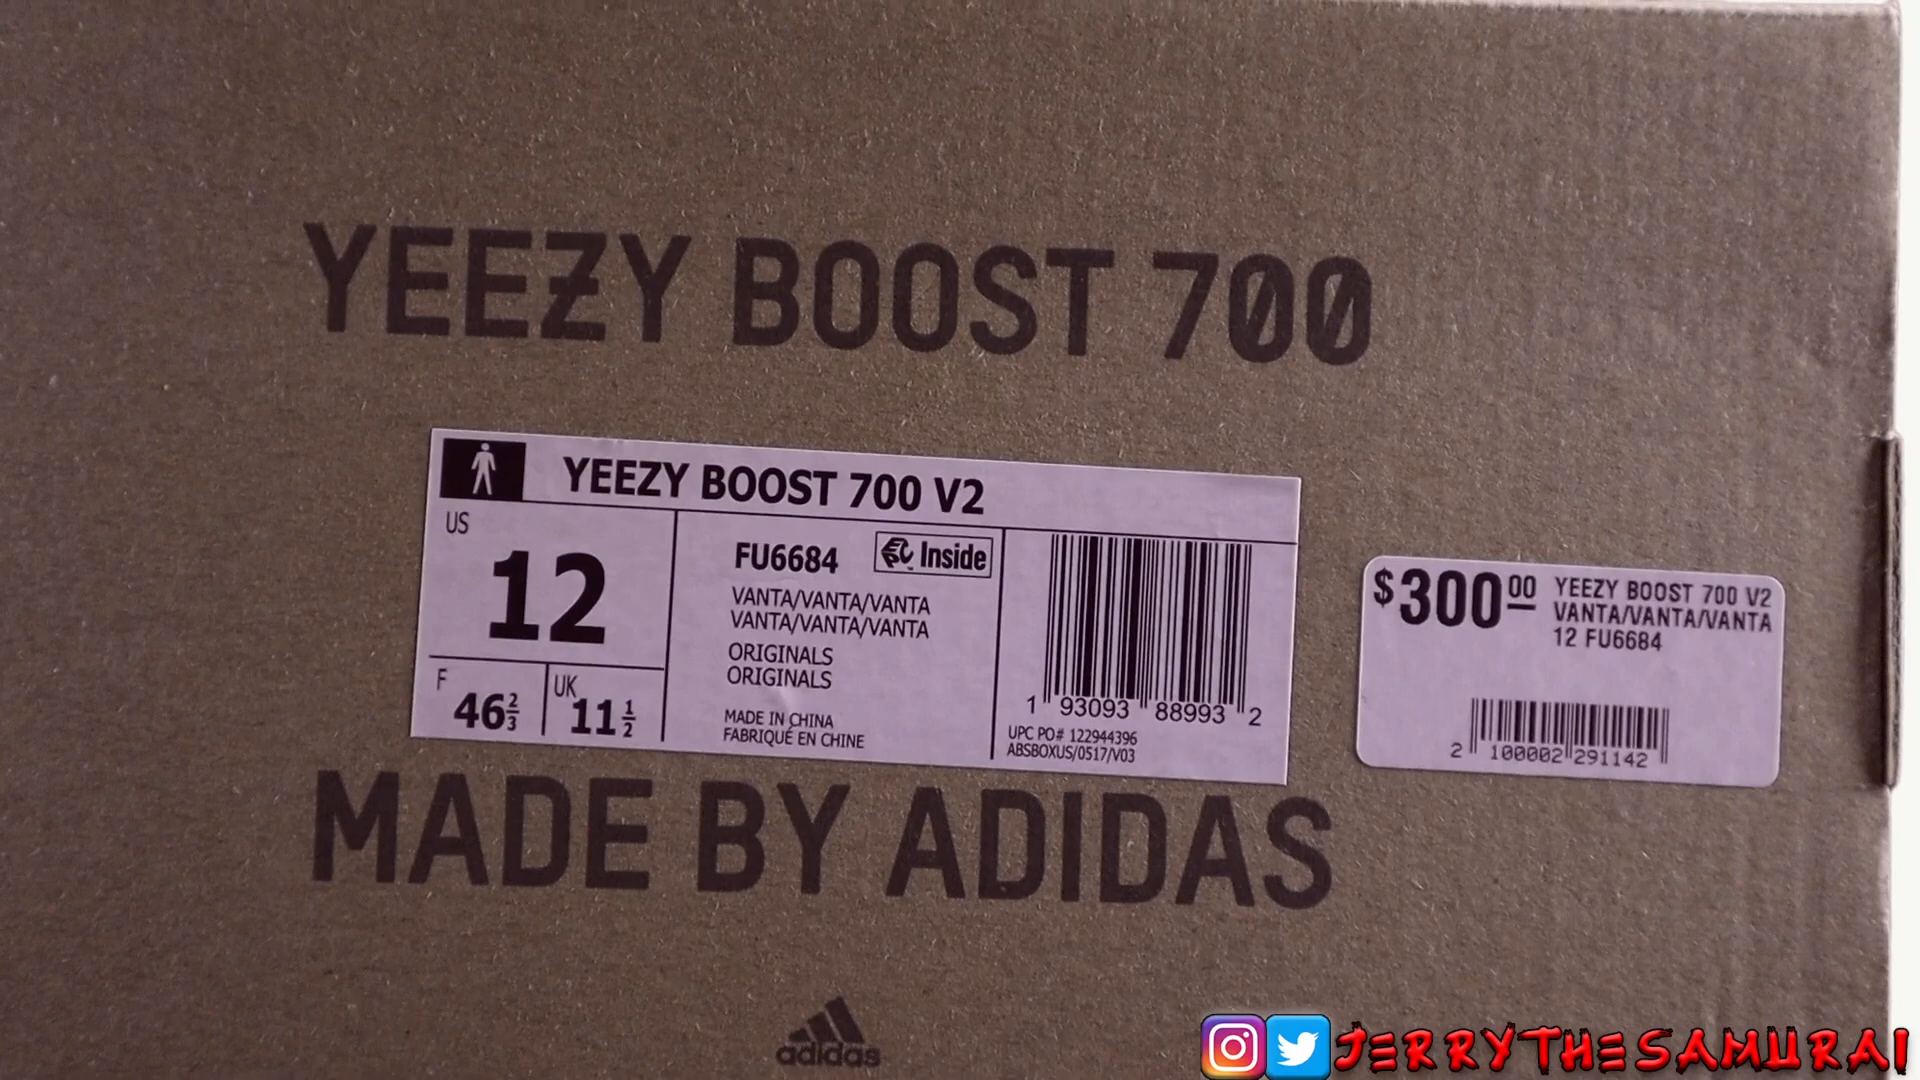 YEEZY BOOST 700
YEEZY BOOST 700 V2
US
12
F
46 2/3
UK
11 1/2
FU6684
Inside
VANTA/VANTA/VANTA
VANTA/VANTA/VANTA
ORIGINALS
ORIGINALS
MADE IN CHINA
FABRIQUÉ EN CHINE
1 93093 88993 2
UPC PO# 122944396
ABSBOXUS/0517/V03
$300 00
YEEZY BOOST 700 V2
VANTA/VANTA/VANTA
12 FU6684
2 100002 291142
MADE BY ADIDAS
adidas
JERRYTHESAMURAI